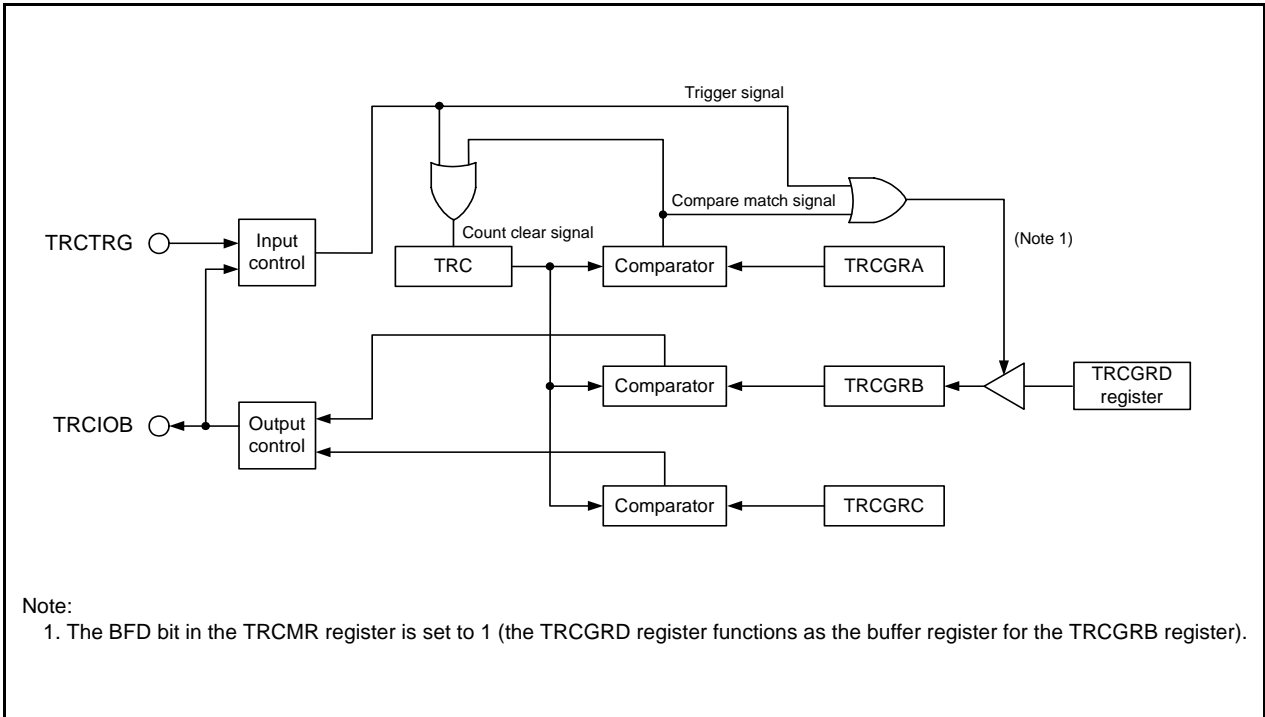 Trigger signal
Compare match signal
Count clear signal
(Note 1)
TRCTRG
Input
control
TRC
Comparator
TRCGRA
Comparator
TRCGRB
TRCGRD
register
TRCIOB
Output
control
Comparator
TRCGRC
Note:
1. The BFD bit in the TRCMR register is set to 1 (the TRCGRD register functions as the buffer register for the TRCGRB register).